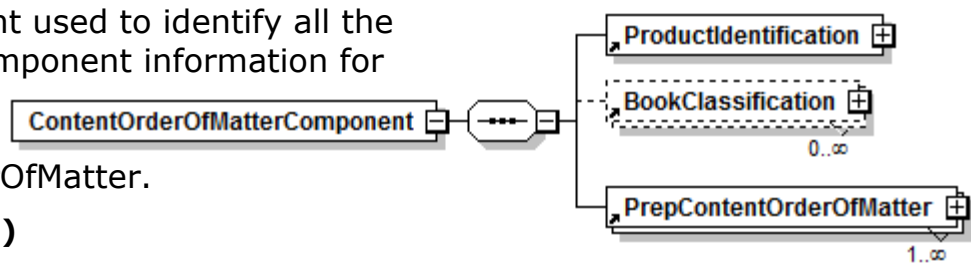 nt used to identify all the
mponent information for
OfMatter.
)
ContentOrderOfMatterComponent
ProductIdentification
BookClassification
0..∞
PrepContentOrderOfMatter
1..∞